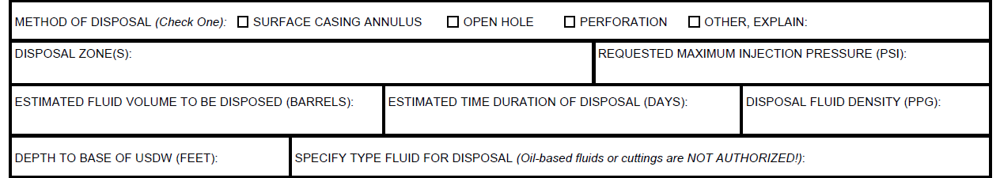 METHOD OF DISPOSAL (Check One): ☐ SURFACE CASING ANNULUS ☐ OPEN HOLE ☐ PERFORATION ☐ OTHER, EXPLAIN:
DISPOSAL ZONE(S): REQUESTED MAXIMUM INJECTION PRESSURE (PSI):
ESTIMATED FLUID VOLUME TO BE DISPOSED (BARRELS): ESTIMATED TIME DURATION OF DISPOSAL (DAYS): DISPOSAL FLUID DENSITY (PPG):
DEPTH TO BASE OF USDW (FEET): SPECIFY TYPE FLUID FOR DISPOSAL (Oil-based fluids or cuttings are NOT AUTHORIZED!):